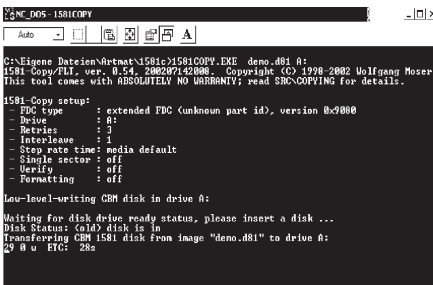 NC_DOS - 1581COPY
Auto
A
C:\Eigene Dateien\Artmat\1581c>1581COPY.EXE demo.d81 A:
1581-Copy/FLT, ver. 0.54, 200207142008. Copyright (C) 1998-2002 Wolfgang Moser
This tool comes with ABSOLUTELY NO WARRANTY; read SRC\COPYING for details.
1581-Copy setup:
- FDC type : extended FDC (unknown part id), version 0x9080
- Drive : A:
- Retries : 3
- Interleave : 1
- Step rate time: media default
- Single sector : off
- Verify : off
- Formatting : off
Low-level-writing CBM disk in drive A:
Waiting for disk drive ready status, please insert a disk ...
Disk Status: (old) disk is in
Transferring CBM 1581 disk from image "demo.d81" to drive A:
29 0 w ETC: 28s